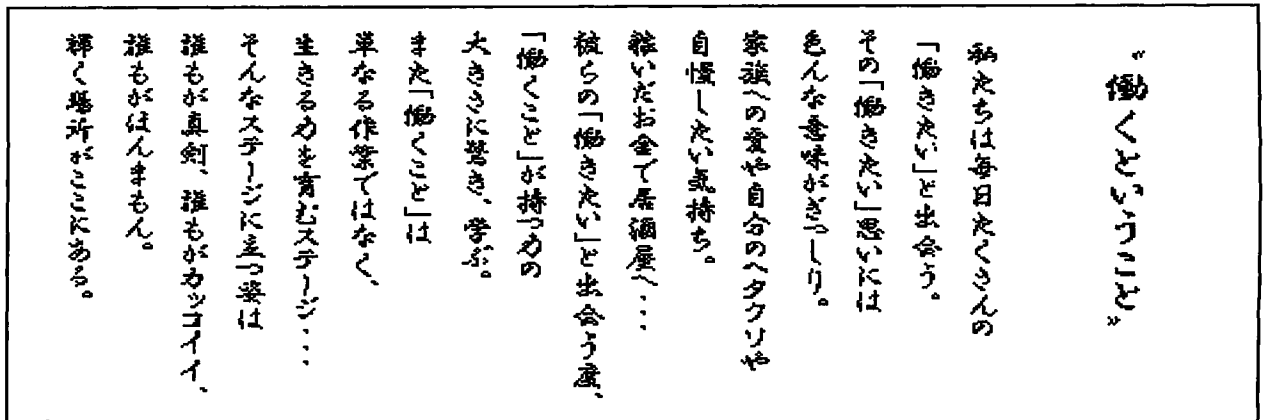 “働くということ”
私たちは毎日たくさんの
「働きたい」と出会う。
その「働きたい」思いには
色んな意味がぎっしり。
家族への愛や自分のヘタクソや
自慢したい気持ち。
稼いだお金で居酒屋へ・・・
彼らの「働きたい」と出会う度、
「働くこと」が持つ力の
大きさに驚き、学ぶ。
また「働くこと」は
単なる作業ではなく、
生きる力を育むステージ・・・
そんなステージに立つ姿は
誰もが真剣、誰もがカッコイイ、
誰もがほんまもん。
輝く場所がここにある。